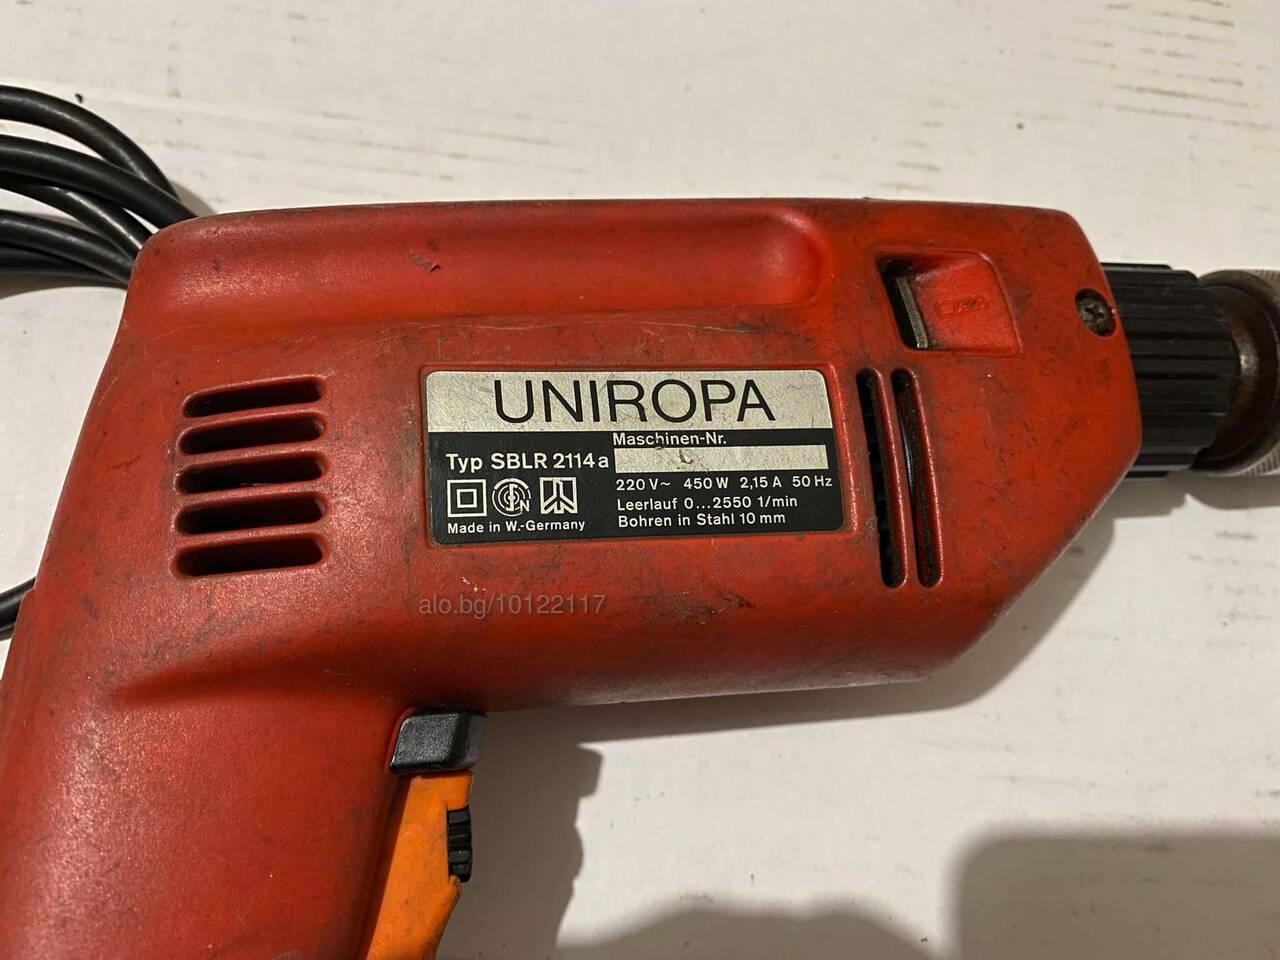 UNIROPA
Maschinen-Nr.
Typ SBLR 2114a
220 V~ 450 W 2,15 A 50 Hz
Leerlauf 0...2550 1/min
Bohren in Stahl 10 mm
Made in W.-Germany
alo.bg/10122117